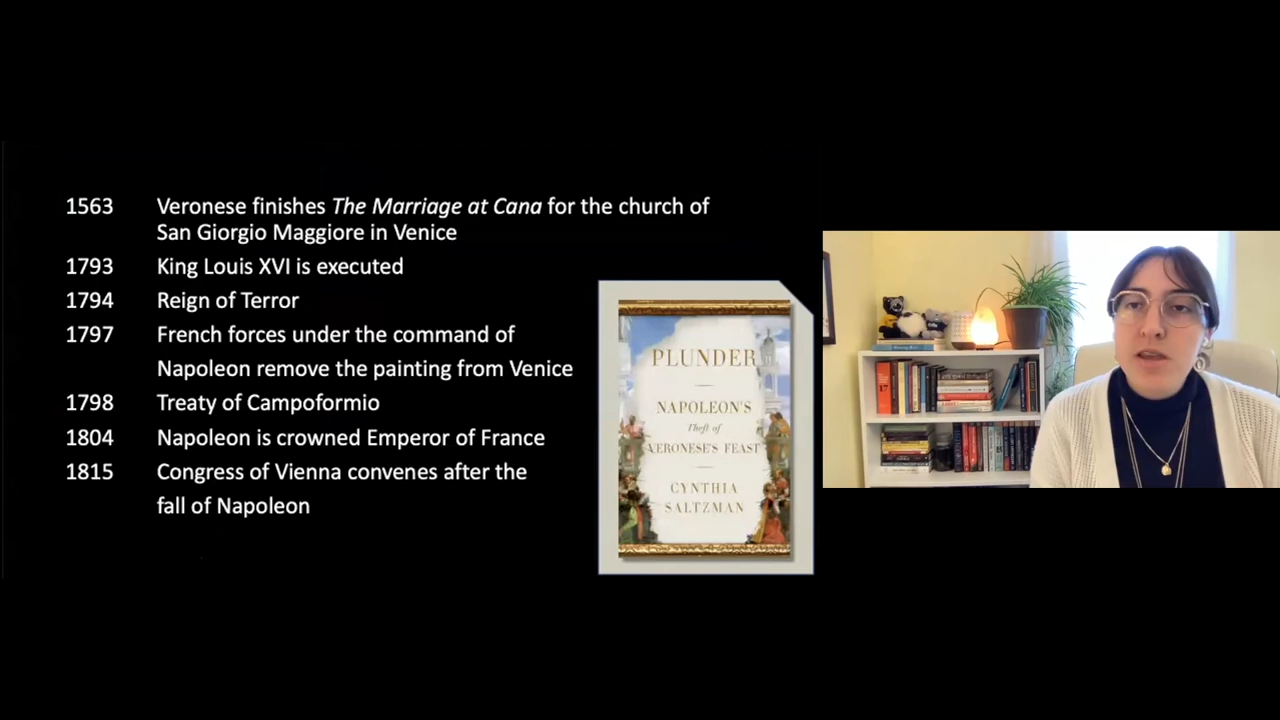 1563 Veronese finishes The Marriage at Cana for the church of
San Giorgio Maggiore in Venice
1793 King Louis XVI is executed
1794 Reign of Terror
1797 French forces under the command of
Napoleon remove the painting from Venice
1798 Treaty of Campoformio
1804 Napoleon is crowned Emperor of France
1815 Congress of Vienna convenes after the
fall of Napoleon
PLUNDER
NAPOLEON'S
Theft of
VERONESE'S FEAST
CYNTHIA
SALTZMAN